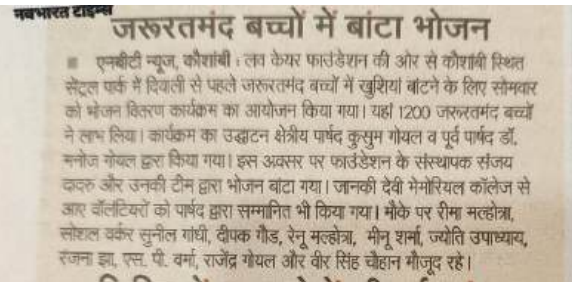 नवभारत टाइम्स
जरूरतमंद बच्चों में बांटा भोजन
■ एनबीटी न्यूज, कौशांबी : लव केयर फाउंडेशन की ओर से कौशांबी स्थित
सेंट्रल पार्क में दिवाली से पहले जरूरतमंद बच्चों में खुशियां बांटने के लिए सोमवार
को भोजन वितरण कार्यक्रम का आयोजन किया गया। यहां 1200 जरूरतमंद बच्चों
ने लाभ लिया। कार्यक्रम का उद्घाटन क्षेत्रीय पार्षद कुसुम गोयल व पूर्व पार्षद डॉ.
मनोज गोयल द्वारा किया गया। इस अवसर पर फाउंडेशन के संस्थापक संजय
और उनकी टीम द्वारा भोजन बांटा गया। जानकी देवी मेमोरियल कॉलेज से
आए वॉलंटियरों को पार्षद द्वारा सम्मानित भी किया गया। मौके पर रीमा मल्होत्रा,
सोशल वर्कर सुनील गांधी, दीपक गौड, रेनू मल्होत्रा, मीनू शर्मा, ज्योति उपाध्याय,
रंजना झा, एस. पी. वर्मा, राजेंद्र गोयल और वीर सिंह चौहान मौजूद रहे।